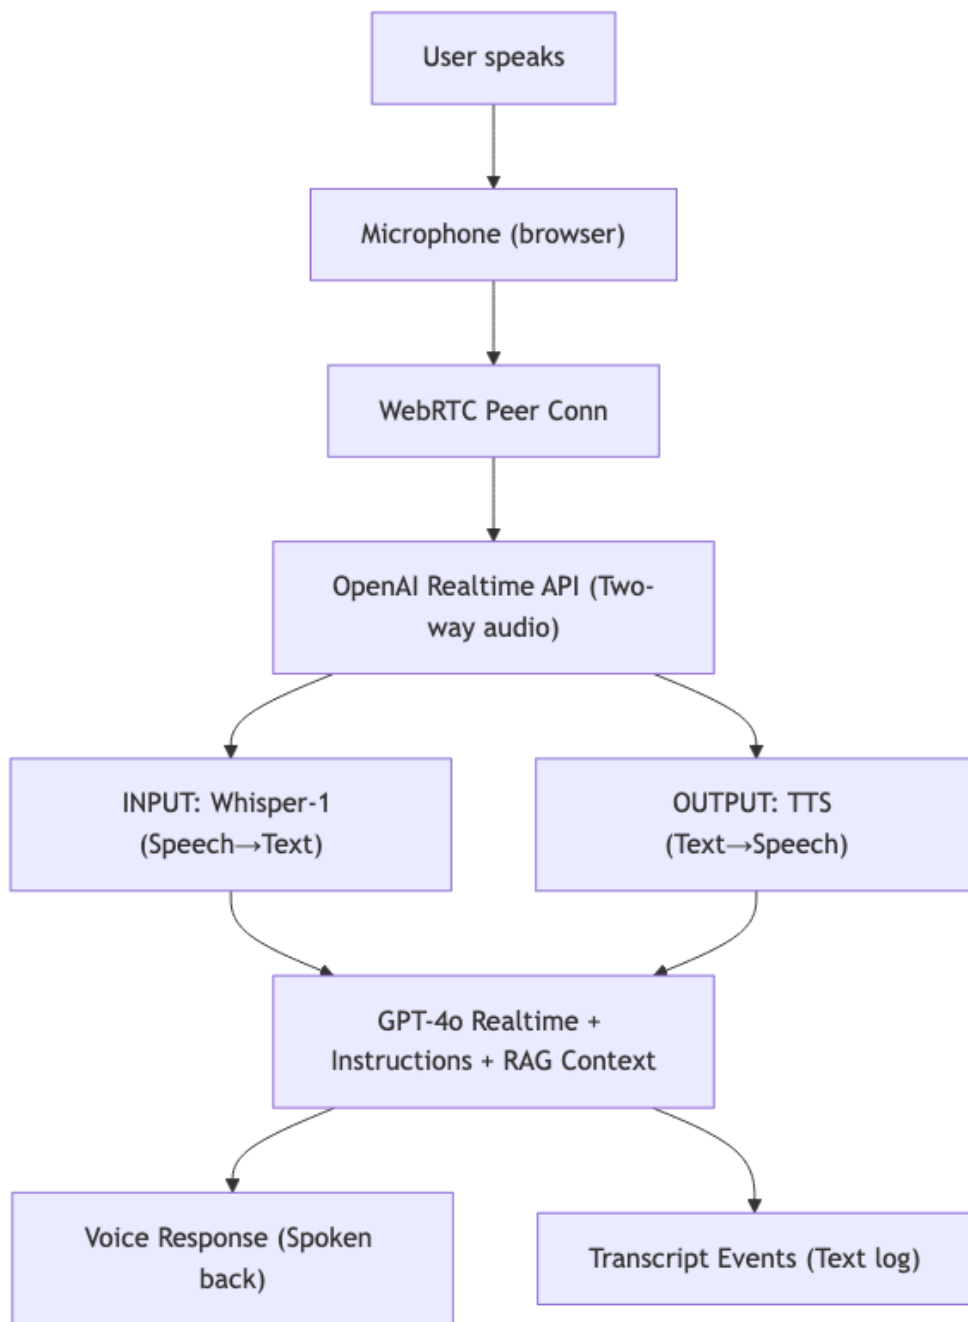 User speaks
Microphone (browser)
WebRTC Peer Conn
OpenAI Realtime API (Two-
way audio)
INPUT: Whisper-1
(Speech→Text)
OUTPUT: TTS
(Text→Speech)
GPT-4o Realtime +
Instructions + RAG Context
Voice Response (Spoken
back)
Transcript Events (Text log)